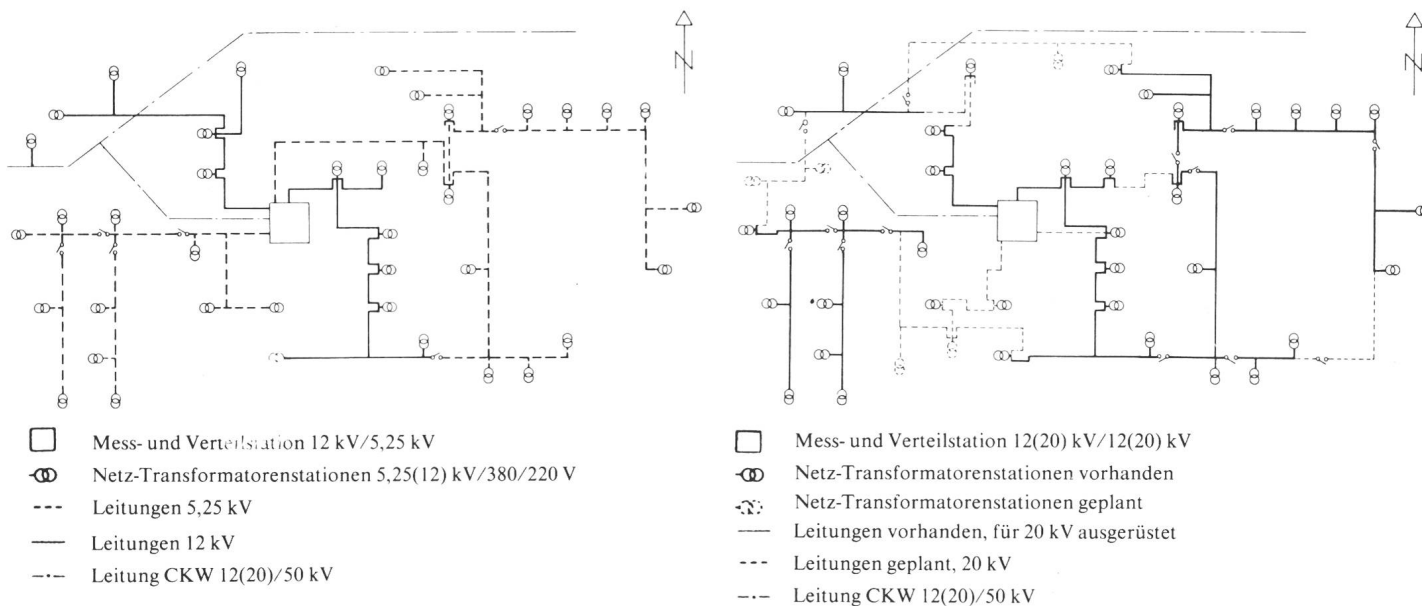 N
N
Mess- und Verteilstation 12 kV/5,25 kV
Netz-Transformatorenstationen 5,25(12) kV/380/220 V
Leitungen 5,25 kV
Leitungen 12 kV
Leitung CKW 12(20)/50 kV
Mess- und Verteilstation 12(20) kV/12(20) kV
Netz-Transformatorenstationen vorhanden
Netz-Transformatorenstationen geplant
Leitungen vorhanden, für 20 kV ausgerüstet
Leitungen geplant, 20 kV
Leitung CKW 12(20)/50 kV